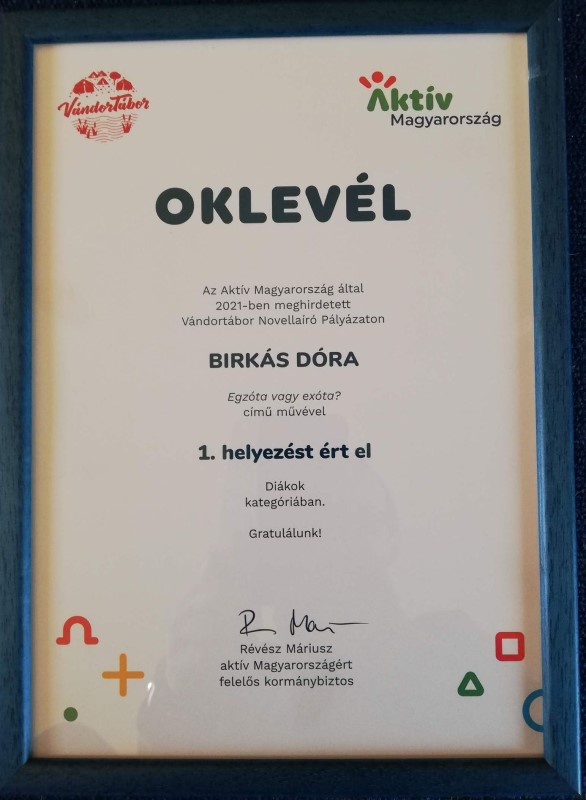 VándorTábor
Aktív
Magyarország
OKLEVÉL
Az Aktív Magyarország által
2021-ben meghirdetett
Vándortábor Novellaíró Pályázaton
BIRKÁS DÓRA
Egzóta vagy exóta?
című művével
1. helyezést ért el
Diákok
kategóriában.
Gratulálunk!
Révész Máriusz
aktív Magyarországért
felelős kormánybiztos